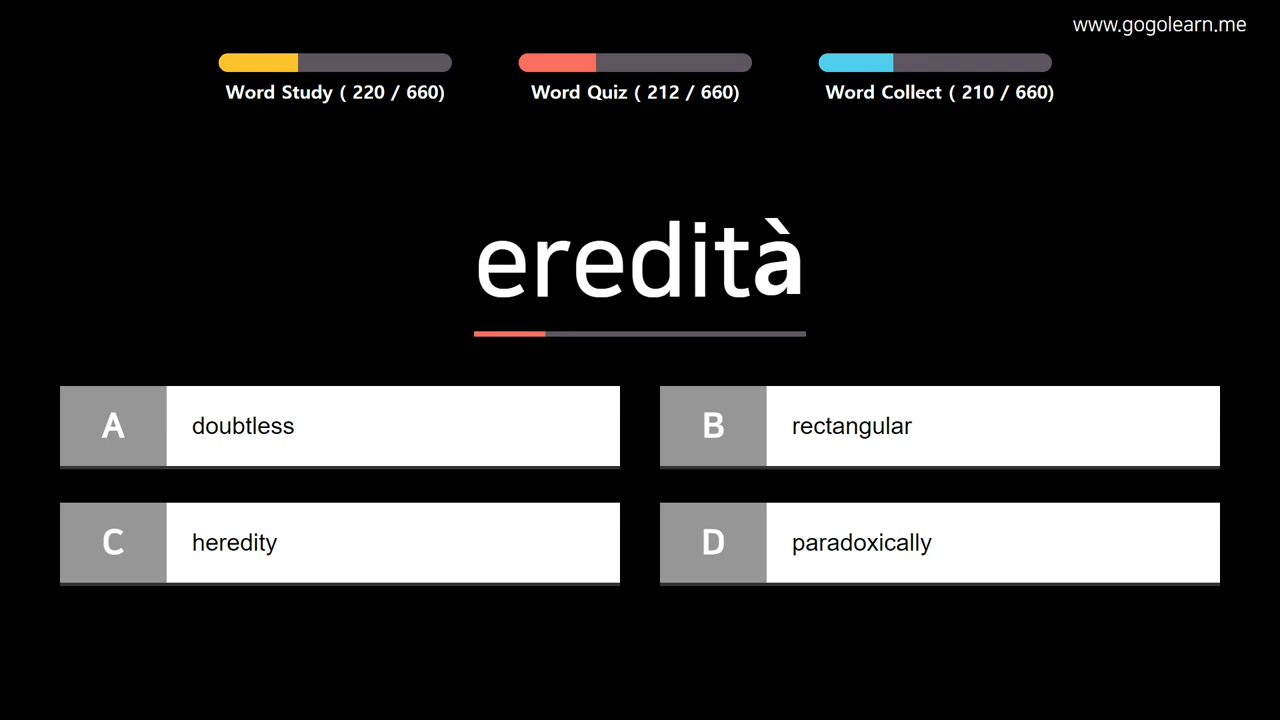 www.gogolearn.me
Word Study ( 220 / 660)
Word Quiz ( 212 / 660)
Word Collect ( 210 / 660)
eredità
A doubtless
B rectangular
C heredity
D paradoxically